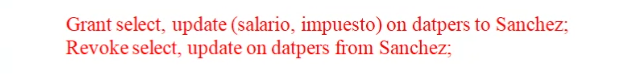 Grant select, update (salario, impuesto) on datpers to Sanchez;
Revoke select, update on datpers from Sanchez;